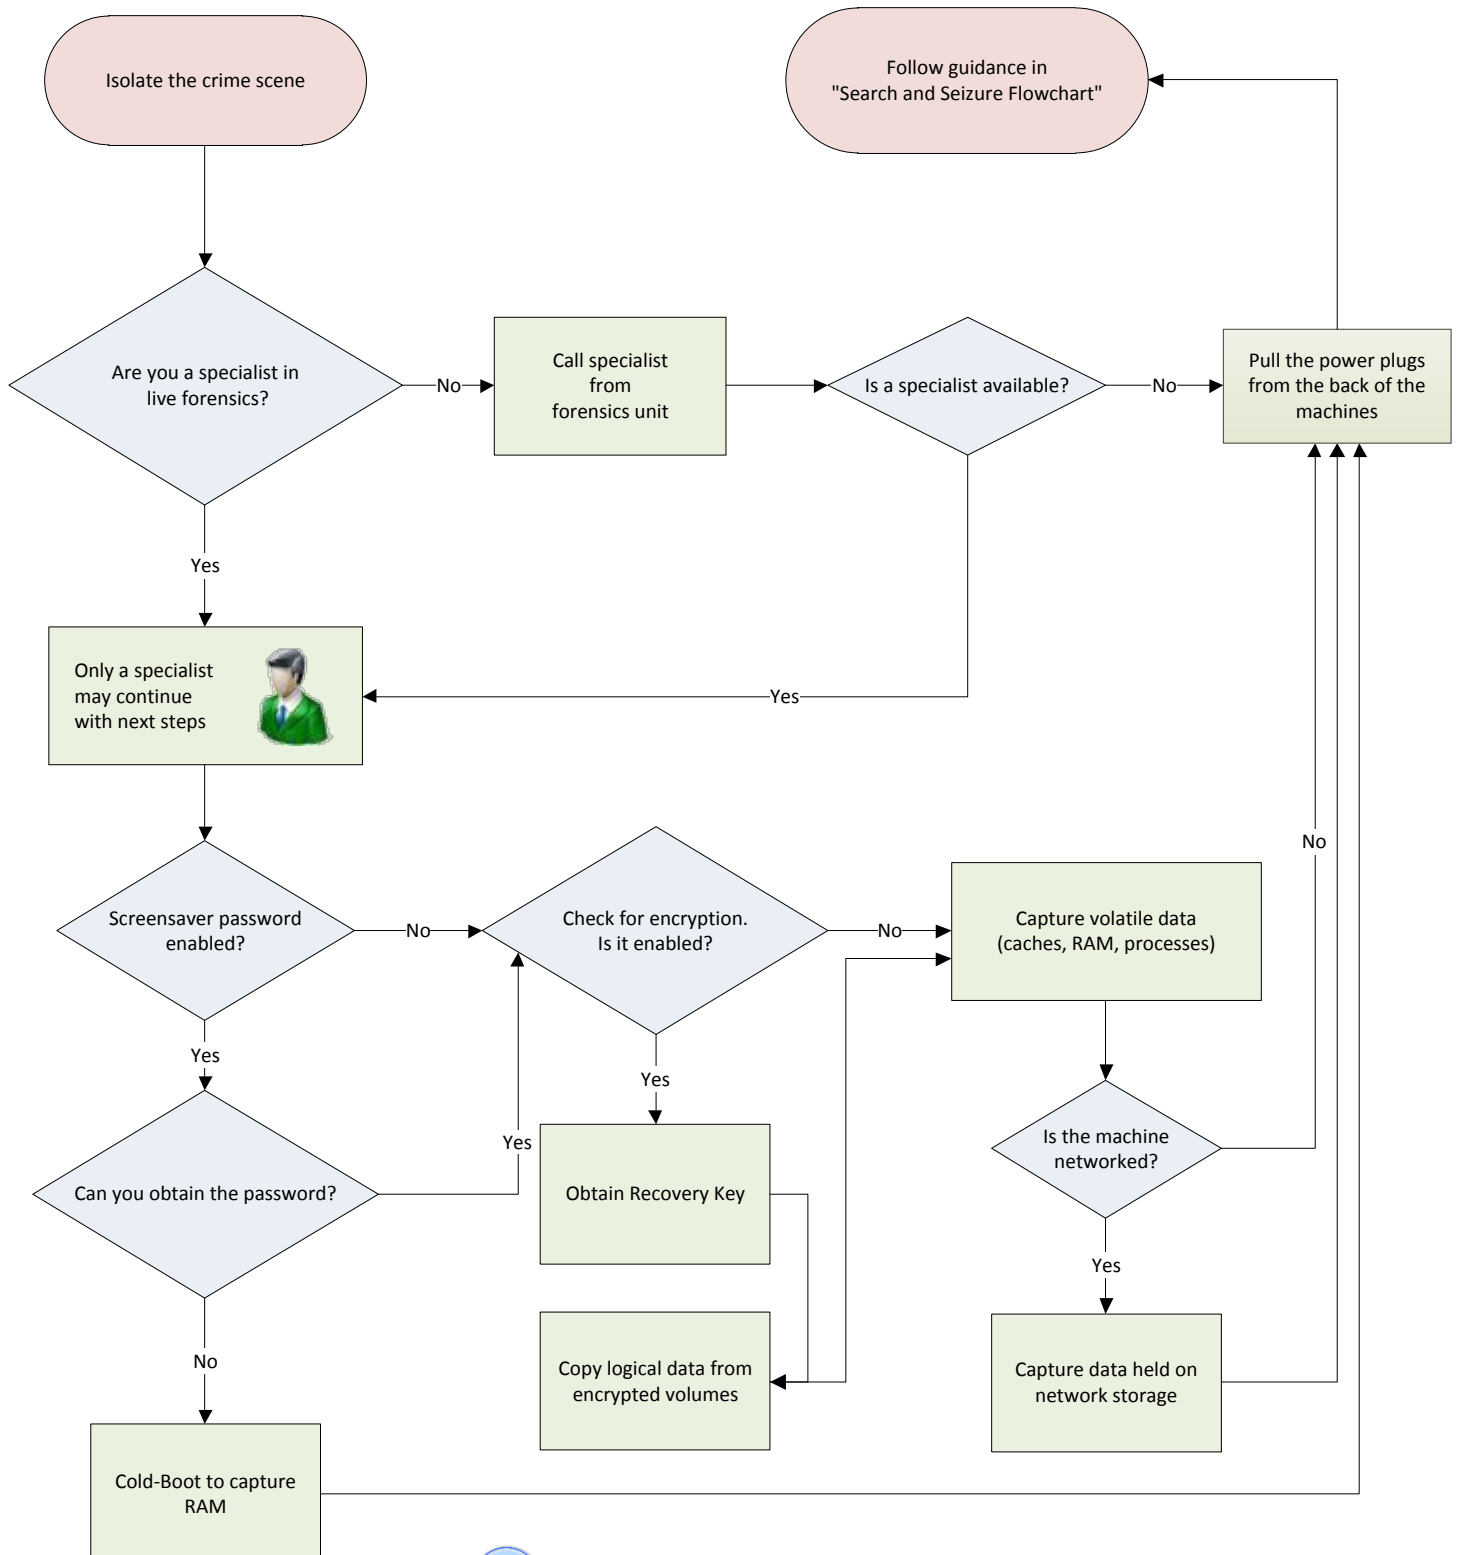 Isolate the crime scene
Follow guidance in
"Search and Seizure Flowchart"
Are you a specialist in
live forensics?
No
Call specialist
from
forensics unit
Is a specialist available?
No
Pull the power plugs
from the back of the
machines
Yes
Only a specialist
may continue
with next steps
Yes
Screensaver password
enabled?
No
Check for encryption.
Is it enabled?
No
Capture volatile data
(caches, RAM, processes)
No
Yes
Can you obtain the password?
Yes
Yes
Obtain Recovery Key
Is the machine
networked?
Yes
No
Copy logical data from
encrypted volumes
Capture data held on
network storage
Cold-Boot to capture
RAM